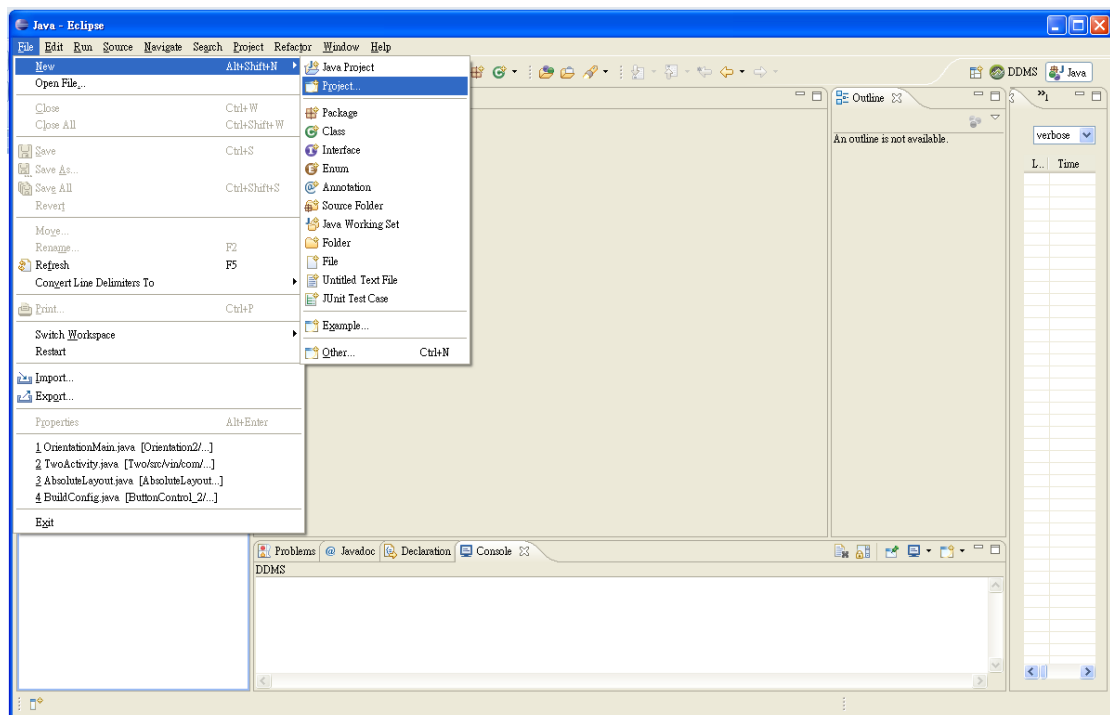 Java - Eclipse
File Edit Run Source Navigate Search Project Refactor Window Help
New Alt+Shift+N
Open File...
Close Ctrl+W
Close All Ctrl+Shift+W
Save Ctrl+S
Save As...
Save All Ctrl+Shift+S
Revert
Move...
Rename... F2
Refresh F5
Convert Line Delimiters To
Print... Ctrl+P
Switch Workspace
Restart
Import...
Export...
Properties Alt+Enter
1 OrientationMain.java [Orientation2/...]
2 TwoActivity.java [Two/src/vin/com/...]
3 AbsoluteLayout.java [AbsoluteLayout...]
4 BuildConfig.java [ButtonControl_2/...]
Exit
Java Project
Project...
Package
Class
Interface
Enum
Annotation
Source Folder
Java Working Set
Folder
File
Untitled Text File
JUnit Test Case
Example...
Other... Ctrl+N
DDMS Java
Outline
An outline is not available.
»1
verbose
L... Time
Problems @ Javadoc Declaration Console
DDMS